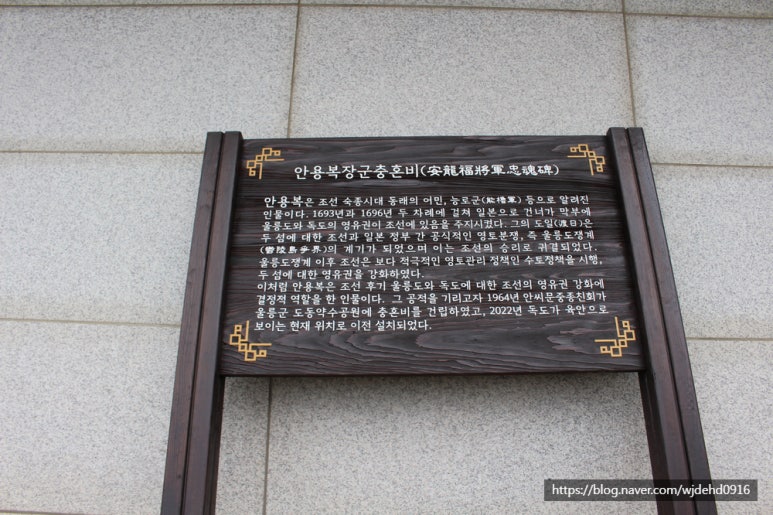 안용복장군충혼비(安龍福將軍忠魂碑)
안용복은 조선 숙종시대 동래의 어민, 능로군(能櫓軍) 등으로 알려진
인물이다. 1693년과 1696년 두 차례에 걸쳐 일본으로 건너가 막부에
울릉도와 독도의 영유권이 조선에 있음을 주지시켰다. 그의 도일(渡日)은
두 섬에 대한 조선과 일본 정부 간 공식적인 영토분쟁, 즉 울릉도쟁계
(鬱陵島爭界)의 계기가 되었으며 이는 조선의 승리로 귀결되었다.
울릉도쟁계 이후 조선은 보다 적극적인 영토관리 정책인 수토정책을 시행,
두 섬에 대한 영유권을 강화하였다.
이처럼 안용복은 조선 후기 울릉도와 독도에 대한 조선의 영유권 강화에
결정적 역할을 한 인물이다. 그 공적을 기리고자 1964년 안씨문중종친회가
울릉군 도동약수공원에 충혼비를 건립하였고, 2022년 독도가 육안으로
보이는 현재 위치로 이전 설치되었다.
https://blog.naver.com/wjdehd0916